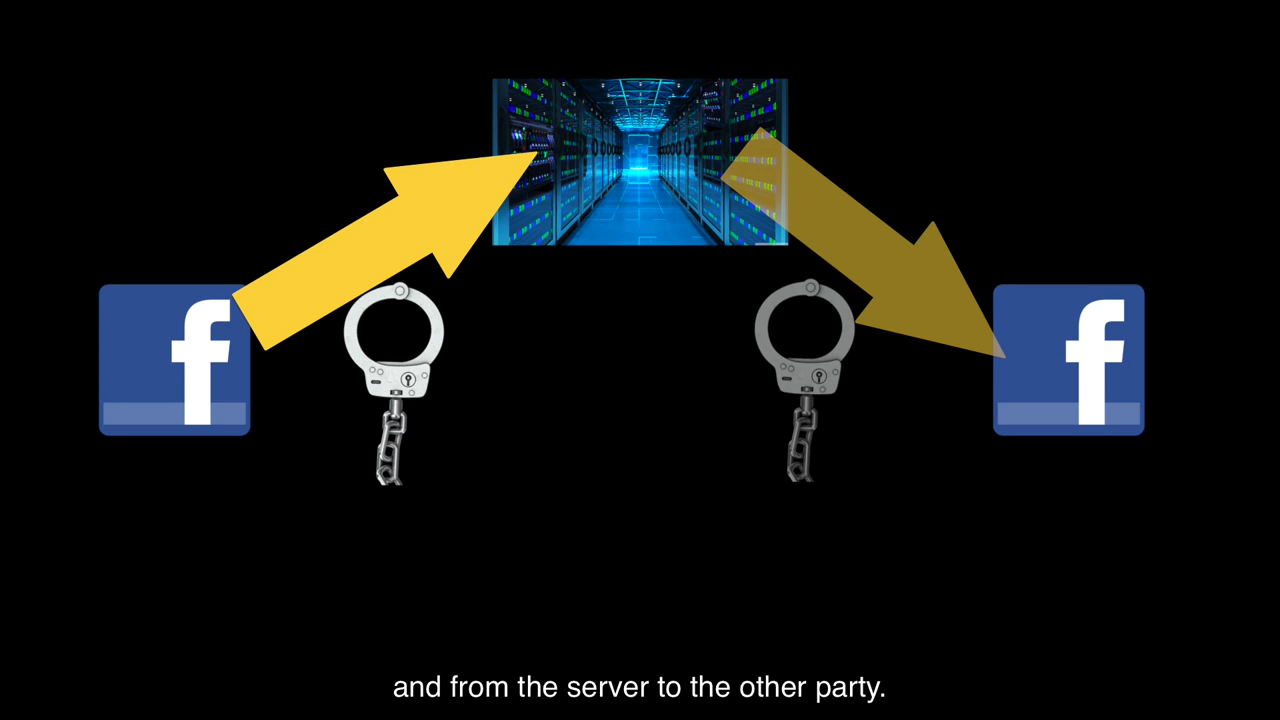 f
f
and from the server to the other party.